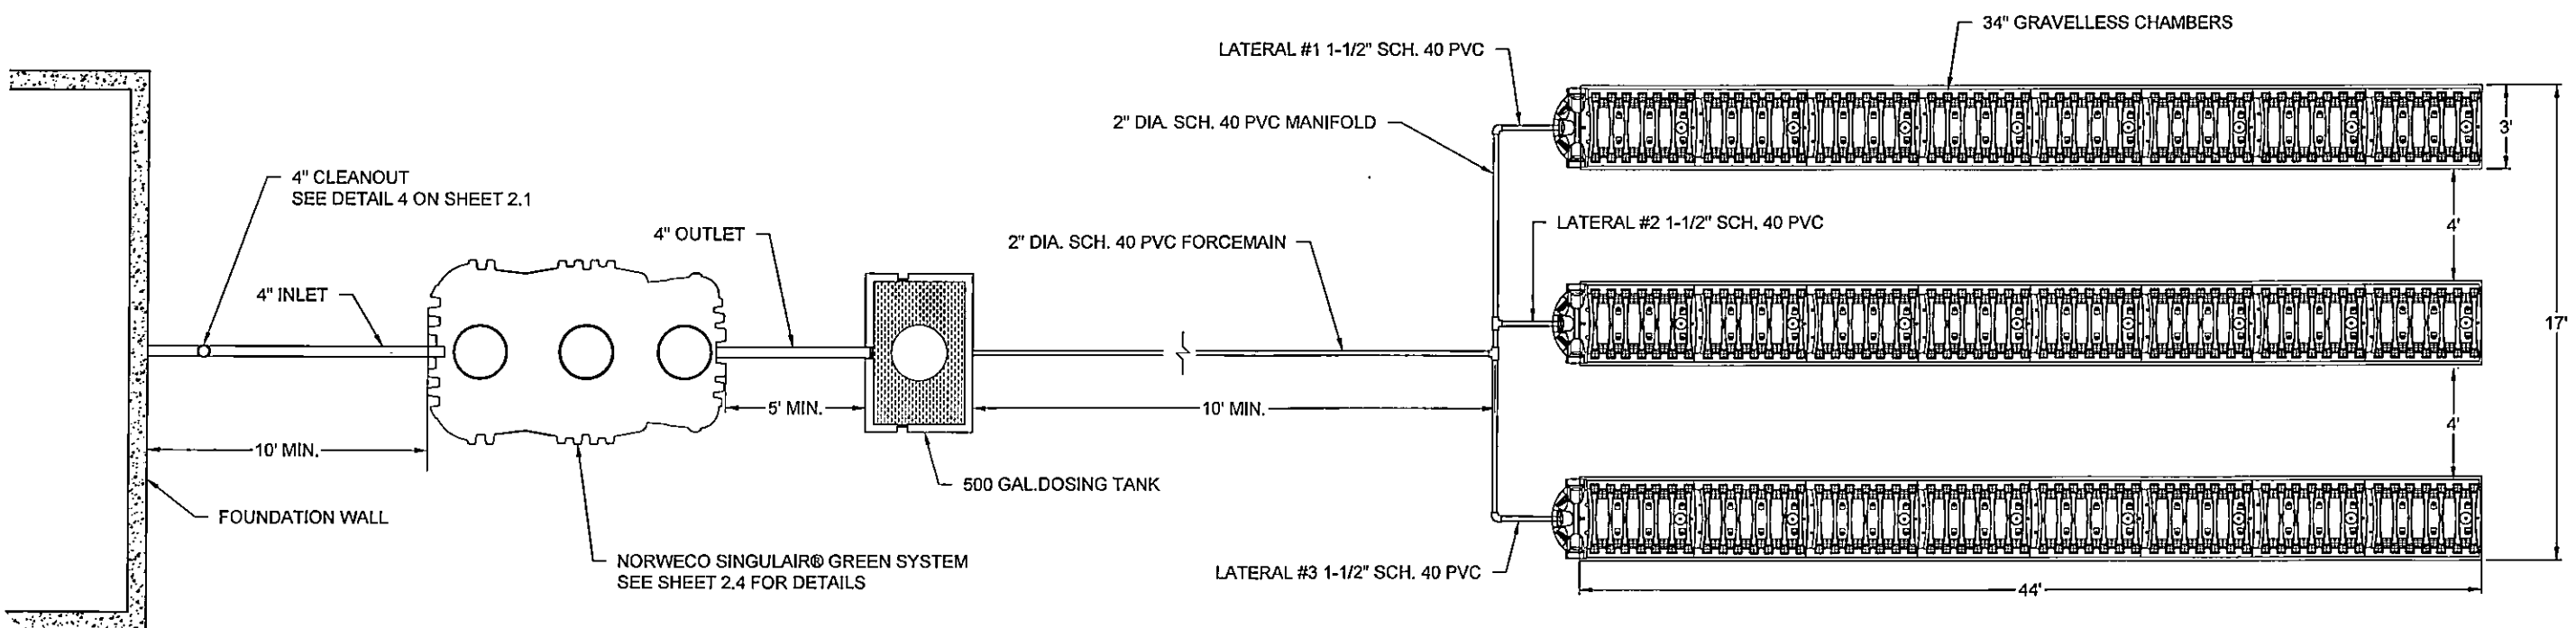 34" GRAVELLESS CHAMBERS
LATERAL #1 1-1/2" SCH. 40 PVC
2" DIA. SCH. 40 PVC MANIFOLD
3'
4" CLEANOUT
SEE DETAIL 4 ON SHEET 2.1
4" OUTLET
2" DIA. SCH. 40 PVC FORCEMAIN
LATERAL #2 1-1/2" SCH. 40 PVC
4'
4" INLET
17'
5' MIN.
10' MIN.
4'
10' MIN.
500 GAL.DOSING TANK
FOUNDATION WALL
NORWECO SINGULAIR® GREEN SYSTEM
SEE SHEET 2.4 FOR DETAILS
LATERAL #3 1-1/2" SCH. 40 PVC
44'